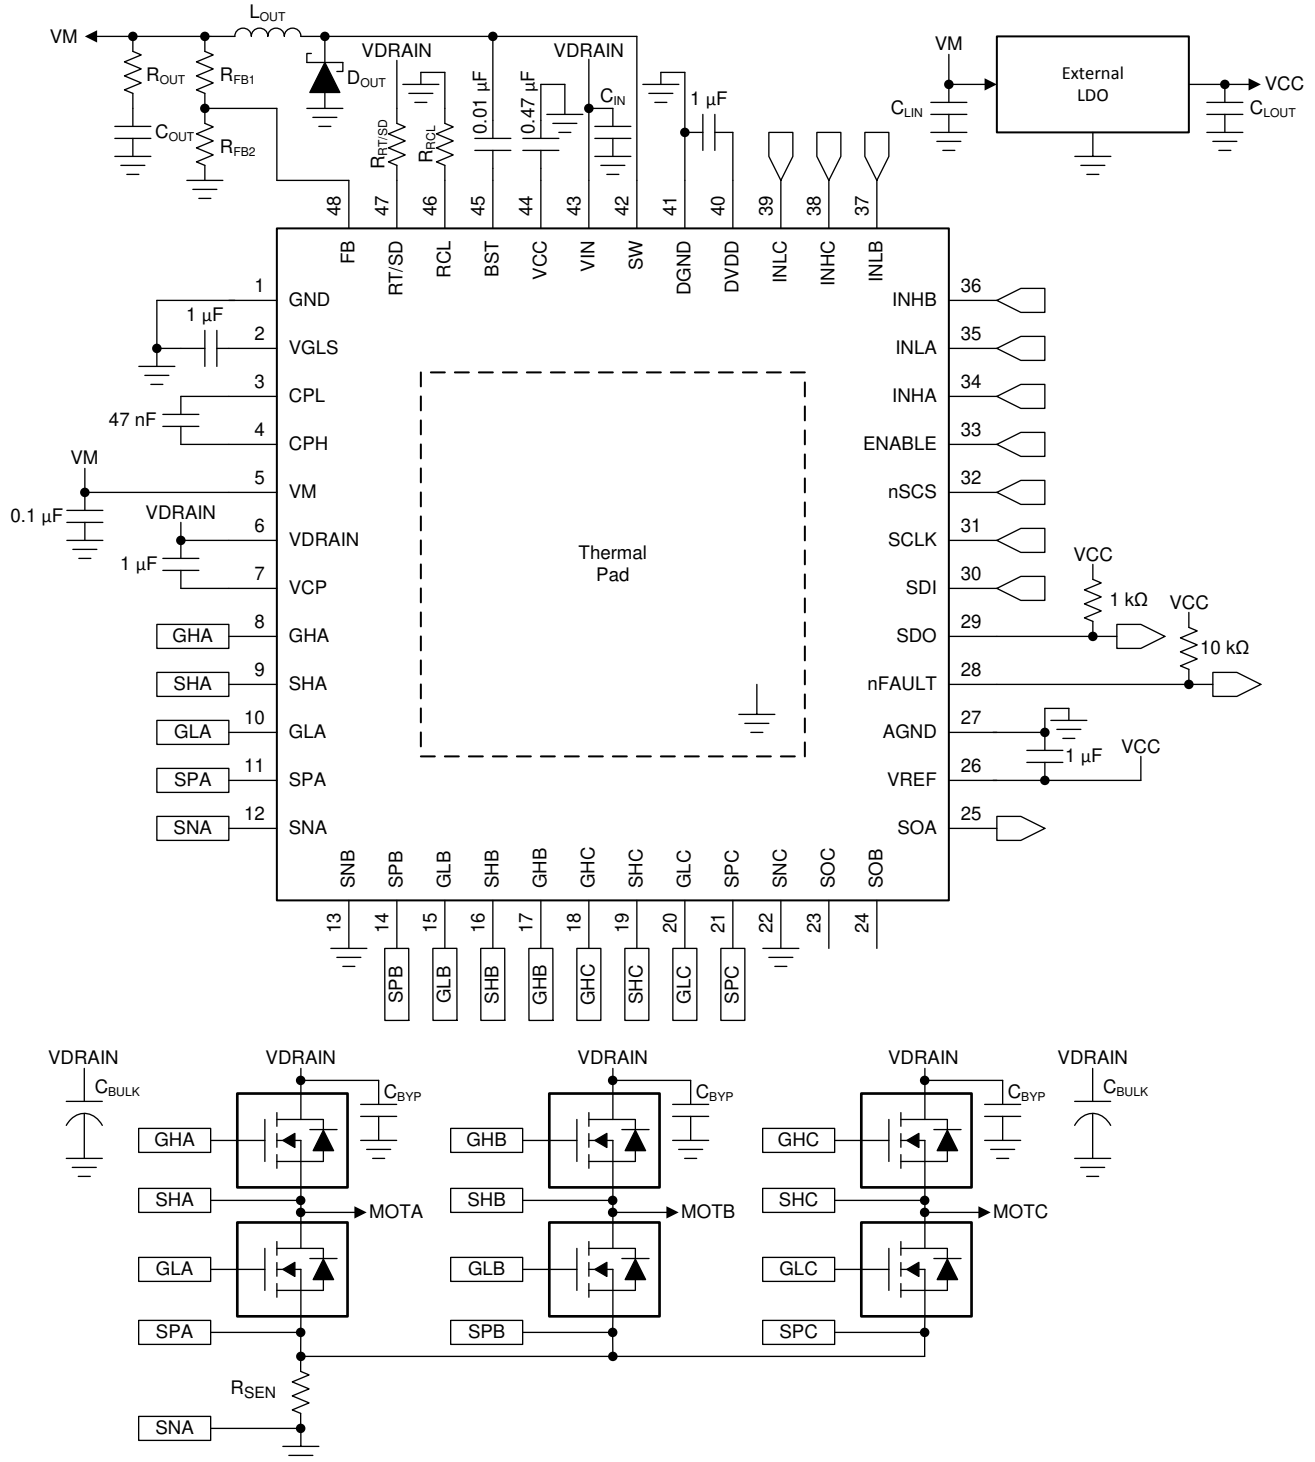 LOUT
VM
VDRAIN
VDRAIN
VM
ROUT
RFB1
DOUT
COUT
RFB2
RRT/SD
RRCL
0.01 µF
0.47 µF
CIN
1 µF
External
LDO
VCC
CLIN
CLOUT
48
47
46
45
44
43
42
41
40
39
38
37
FB
RT/SD
RCL
BST
VCC
VIN
SW
DGND
DVDD
INLC
INHC
INLB
1 GND
1 µF
2 VGLS
3 CPL
47 nF
4 CPH
VM
5 VM
0.1 µF
VDRAIN
6 VDRAIN
1 µF
7 VCP
GHA 8 GHA
SHA 9 SHA
GLA 10 GLA
SPA 11 SPA
SNA 12 SNA
Thermal
Pad
INHB 36
INLA 35
INHA 34
ENABLE 33
nSCS 32
SCLK 31
VCC
SDI 30
1 kΩ
VCC
SDO 29
10 kΩ
nFAULT 28
AGND 27
1 µF
VCC
VREF 26
SOA 25
SNB
SPB
GLB
SHB
GHB
GHC
SHC
GLC
SPC
SNC
SOC
SOB
13
14
15
16
17
18
19
20
21
22
23
24
SPB
GLB
SHB
GHB
GHC
SHC
GLC
SPC
VDRAIN
VDRAIN
VDRAIN
VDRAIN
VDRAIN
CBULK
CBYP
CBYP
CBYP
CBULK
GHA
GHB
GHC
SHA
SHB
SHC
MOTA
MOTB
MOTC
GLA
GLB
GLC
SPA
SPB
SPC
RSEN
SNA